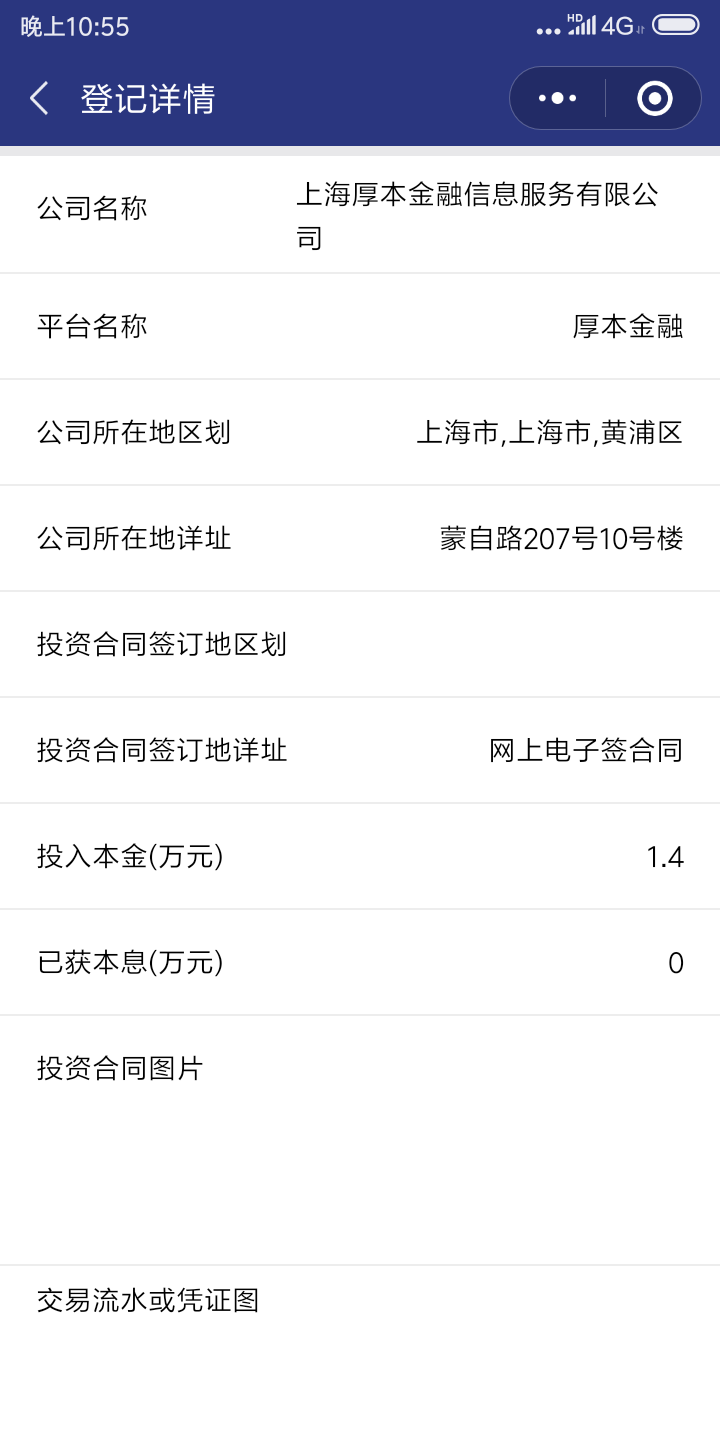 晚上10:55
HD 4G
登记详情
公司名称 上海厚本金融信息服务有限公
司
平台名称 厚本金融
公司所在地区划 上海市,上海市,黄浦区
公司所在地详址 蒙自路207号10号楼
投资合同签订地区划
投资合同签订地详址 网上电子签合同
投入本金(万元) 1.4
已获本息(万元) 0
投资合同图片
交易流水或凭证图